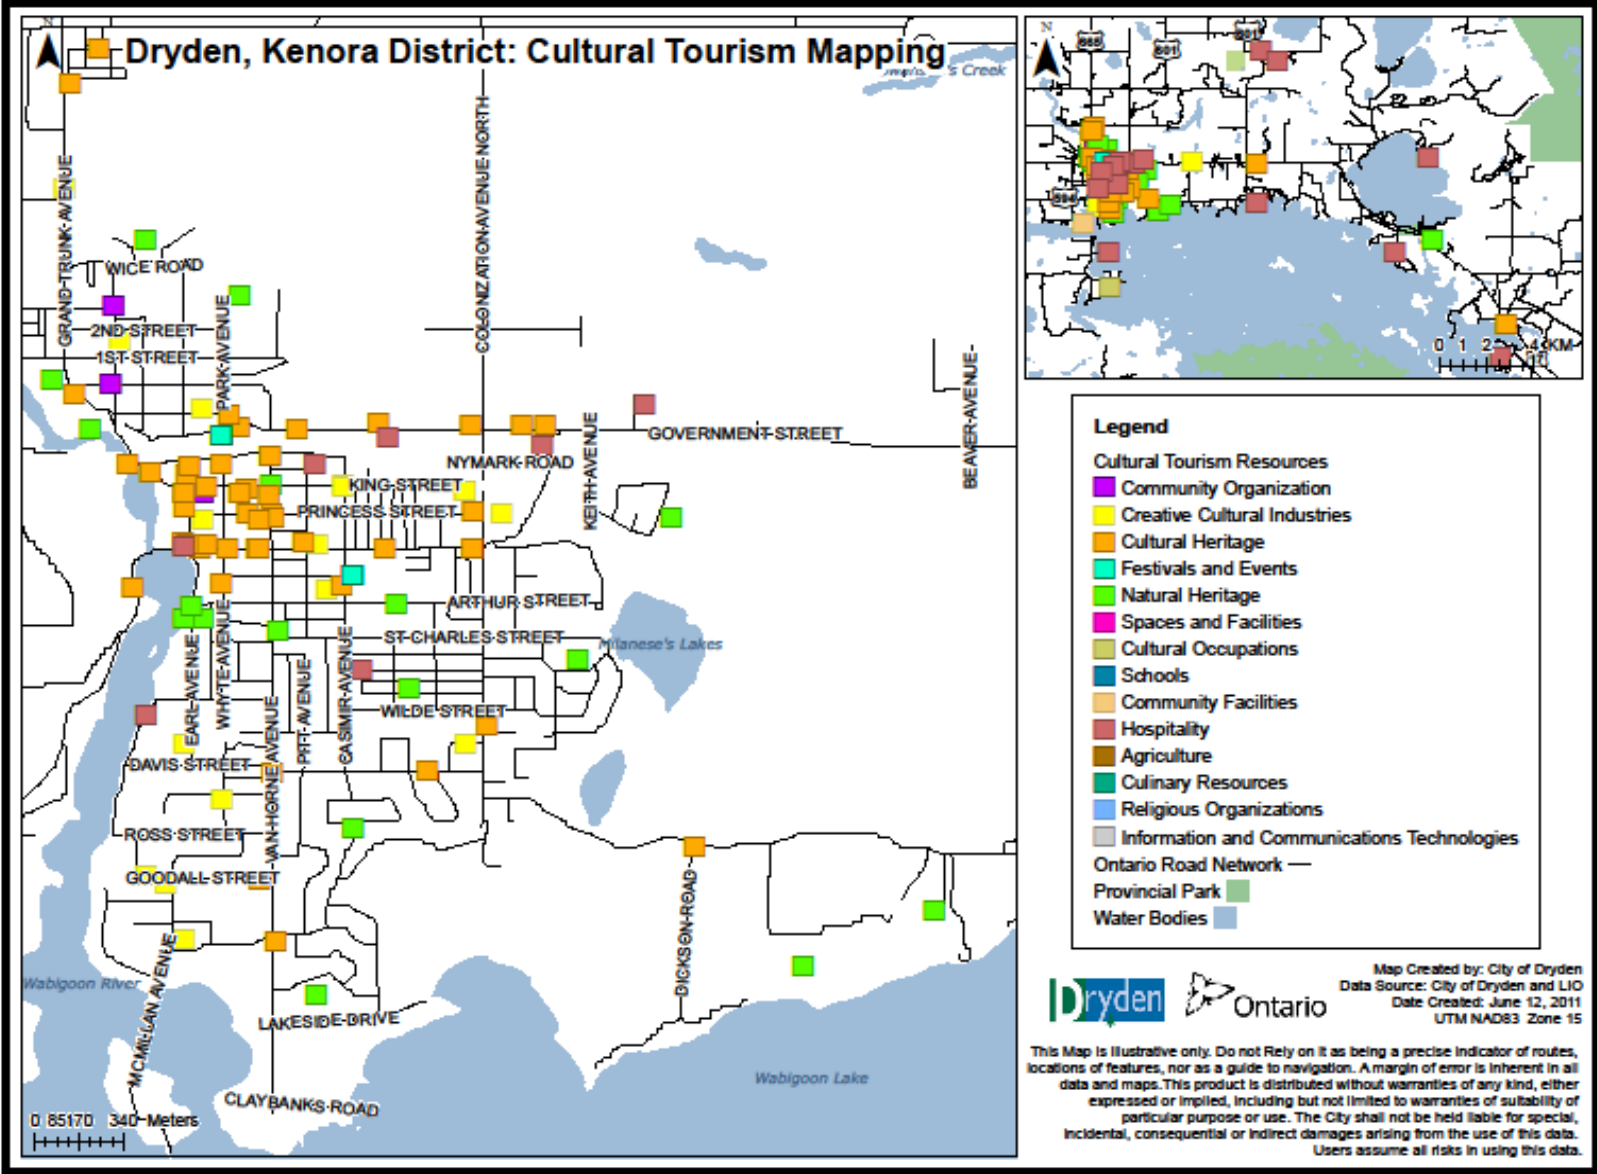 N
Dryden, Kenora District: Cultural Tourism Mapping
's Creek
GRAND TRUNK AVENUE
COLONIZATION AVENUE NORTH
WICE ROAD
PARK AVENUE
2ND STREET
1ST STREET
BEAVER AVENUE
GOVERNMENT STREET
KEITH AVENUE
NYMARK ROAD
KING STREET
PRINCESS STREET
ARTHUR STREET
ST CHARLES STREET
Milanese's Lakes
EARL AVENUE
WHYTE AVENUE
VAN HORNE AVENUE
PITT AVENUE
CASIMIR AVENUE
WILDE STREET
DAVIS STREET
ROSS STREET
GOODALL STREET
DICKSON ROAD
Wabigoon River
MCMILLAN AVENUE
LAKESIDE DRIVE
Wabigoon Lake
CLAYBANKS ROAD
0 85170 340 Meters
N
665
601
601
594
0 1 2 4 KM
Legend
Cultural Tourism Resources
Community Organization
Creative Cultural Industries
Cultural Heritage
Festivals and Events
Natural Heritage
Spaces and Facilities
Cultural Occupations
Schools
Community Facilities
Hospitality
Agriculture
Culinary Resources
Religious Organizations
Information and Communications Technologies
Ontario Road Network
Provincial Park
Water Bodies
Dryden
Ontario
Map Created by: City of Dryden
Data Source: City of Dryden and LIO
Date Created: June 12, 2011
UTM NAD83 Zone 15
This Map is illustrative only. Do not Rely on it as being a precise indicator of routes,
locations of features, nor as a guide to navigation. A margin of error is inherent in all
data and maps. This product is distributed without warranties of any kind, either
expressed or implied, including but not limited to warranties of suitability of
particular purpose or use. The City shall not be held liable for special,
incidental, consequential or indirect damages arising from the use of this data.
Users assume all risks in using this data.